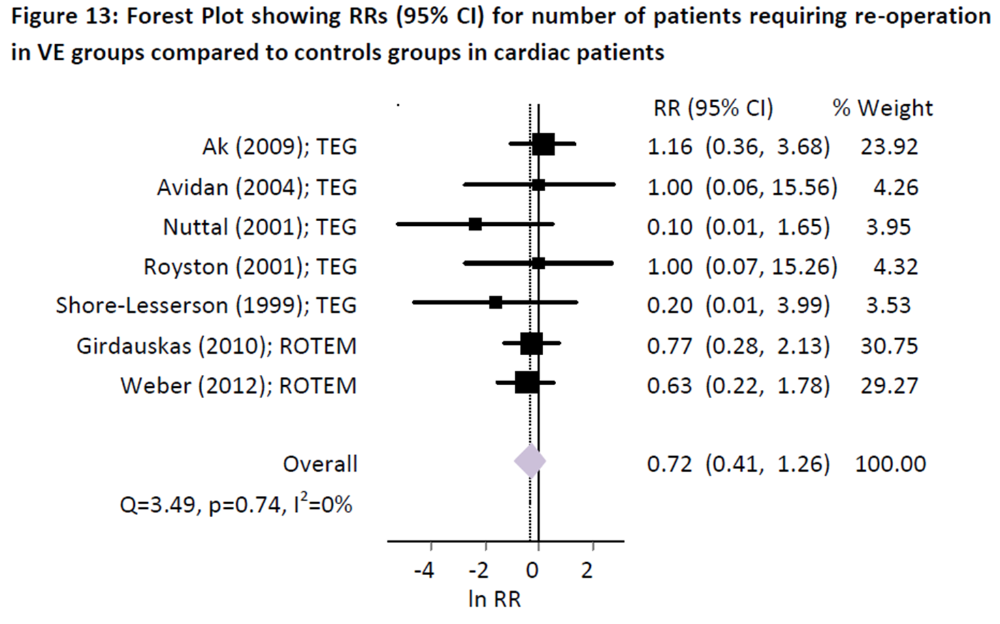 Figure 13: Forest Plot showing RRs (95% CI) for number of patients requiring re-operation
in VE groups compared to controls groups in cardiac patients
RR (95% CI) % Weight
Ak (2009); TEG 1.16 (0.36, 3.68) 23.92
Avidan (2004); TEG 1.00 (0.06, 15.56) 4.26
Nuttal (2001); TEG 0.10 (0.01, 1.65) 3.95
Royston (2001); TEG 1.00 (0.07, 15.26) 4.32
Shore-Lesserson (1999); TEG 0.20 (0.01, 3.99) 3.53
Girdauskas (2010); ROTEM 0.77 (0.28, 2.13) 30.75
Weber (2012); ROTEM 0.63 (0.22, 1.78) 29.27
Overall 0.72 (0.41, 1.26) 100.00
Q=3.49, p=0.74, I²=0%
-4 -2 0 2
ln RR